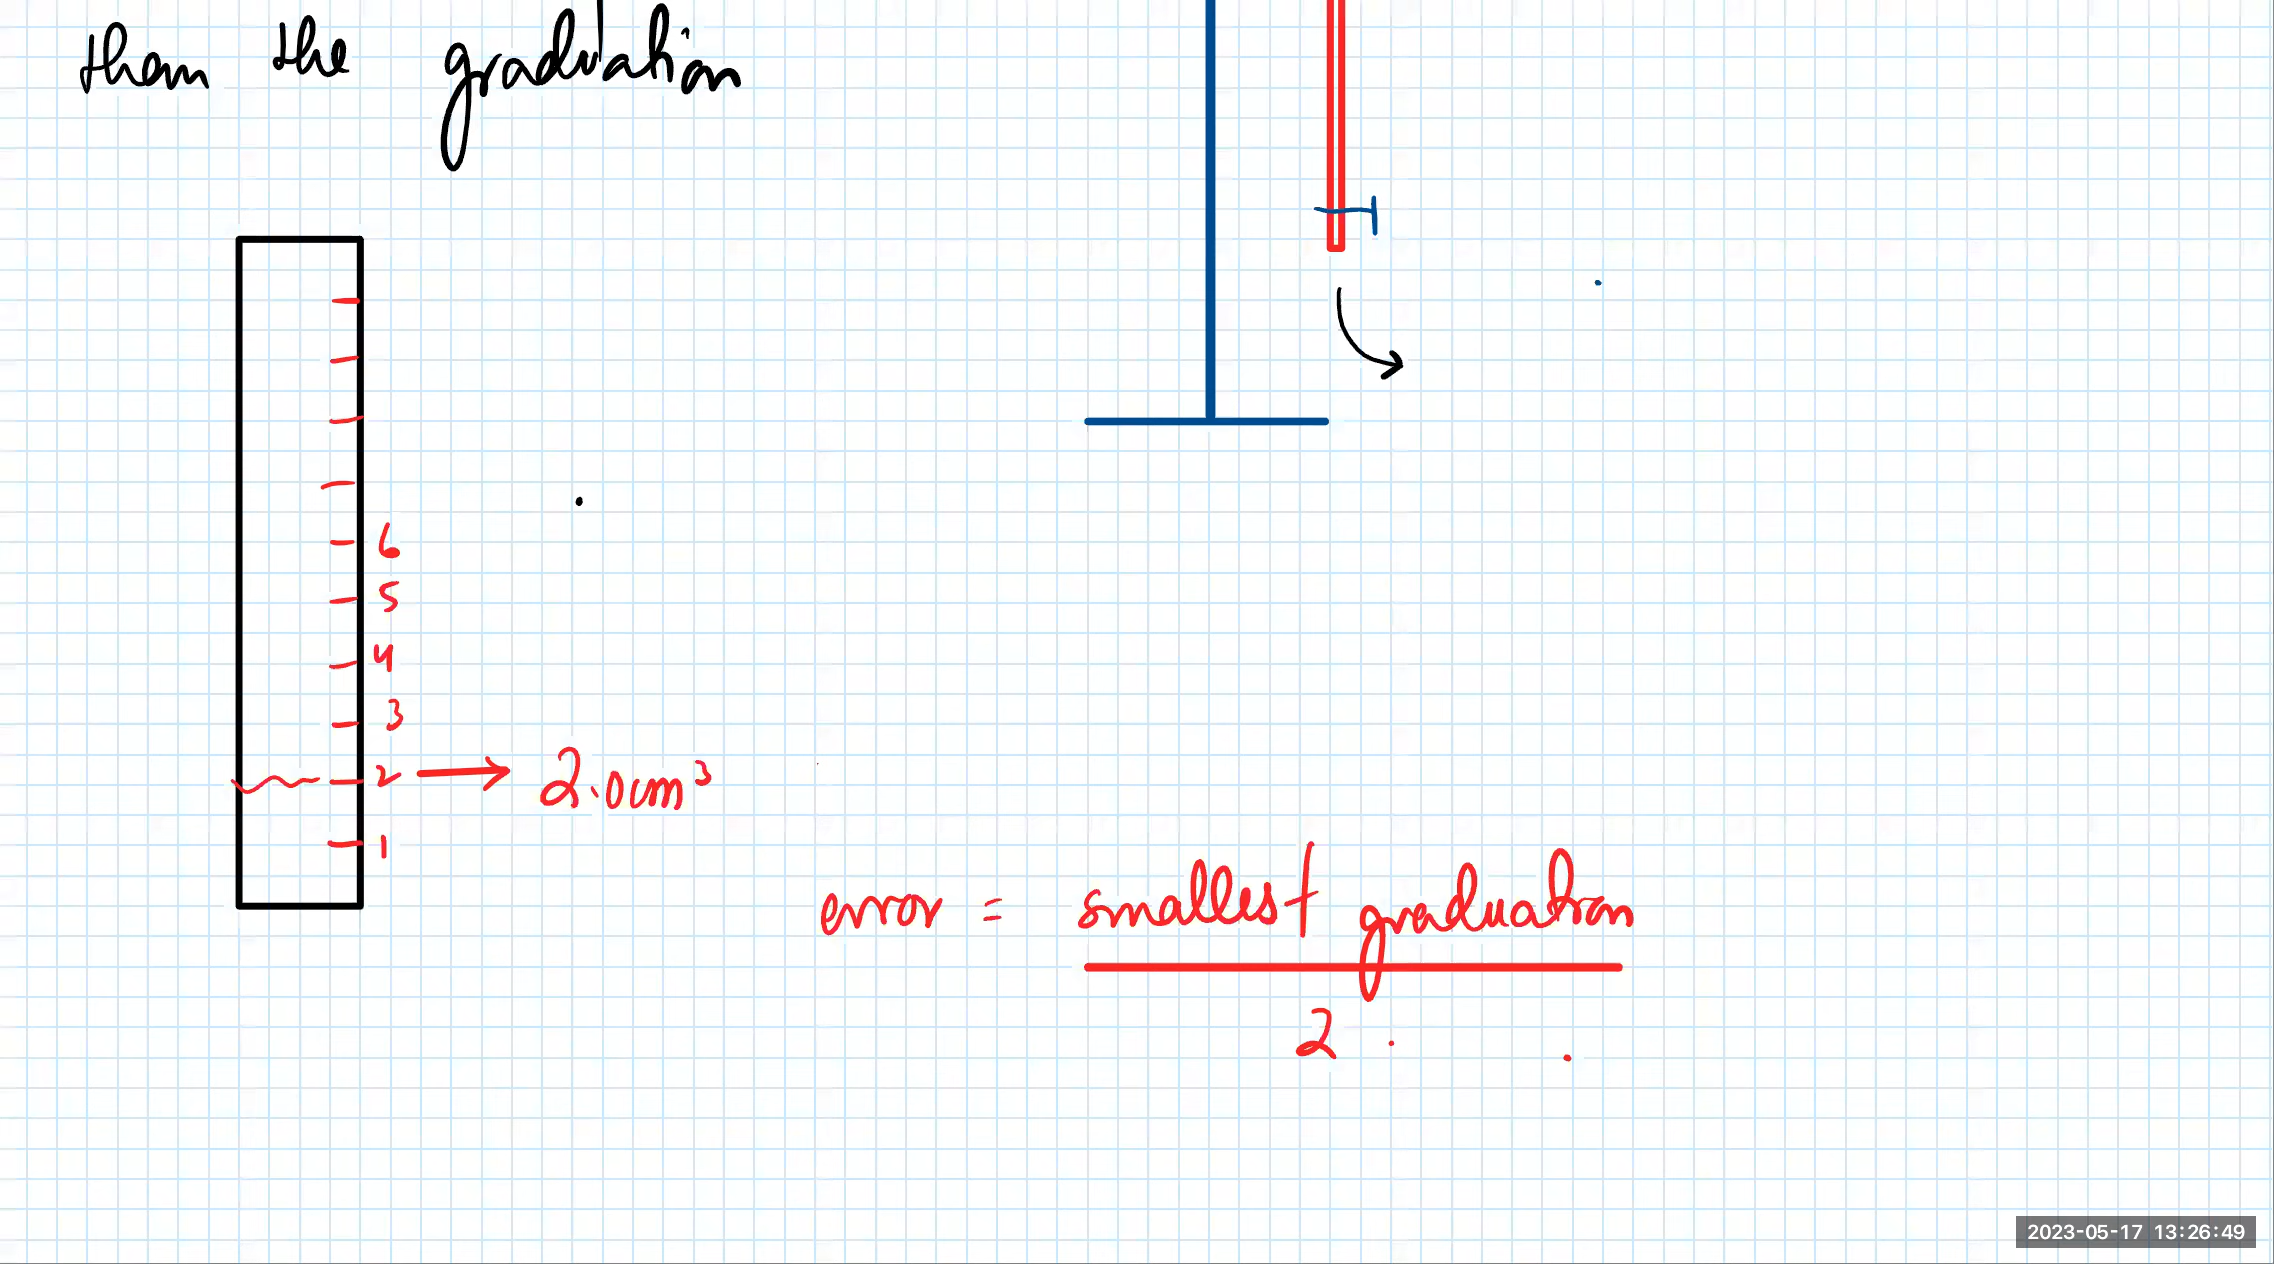 than the graduation
6
5
4
3
2 → 2.0cm³
1
error = smallest graduation
2
2023-05-17 13:26:49